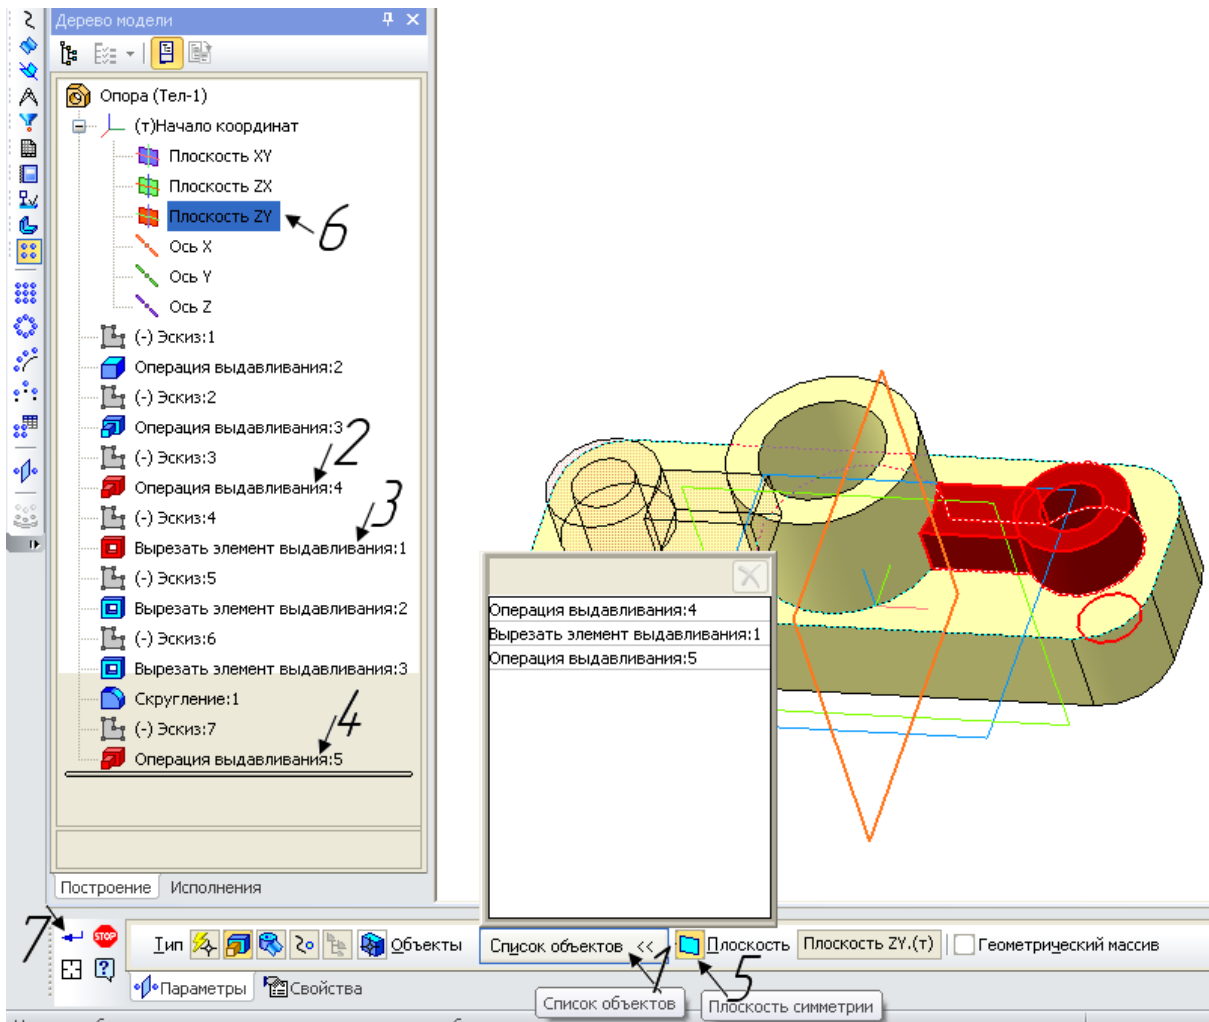 Дерево модели
Опора (Тел-1)
(т)Начало координат
Плоскость XY
Плоскость ZX
Плоскость ZY
6
Ось X
Ось Y
Ось Z
(-) Эскиз:1
Операция выдавливания:2
(-) Эскиз:2
Операция выдавливания:3
(-) Эскиз:3
2
Операция выдавливания:4
(-) Эскиз:4
3
Вырезать элемент выдавливания:1
(-) Эскиз:5
Вырезать элемент выдавливания:2
(-) Эскиз:6
Вырезать элемент выдавливания:3
Скругление:1
(-) Эскиз:7
4
Операция выдавливания:5
Построение Исполнения
Операция выдавливания:4
Вырезать элемент выдавливания:1
Операция выдавливания:5
7
STOP
Тип Объекты Список объектов << Плоскость Плоскость ZY.(т) Геометрический массив
1
5
Параметры Свойства
Список объектов
Плоскость симметрии